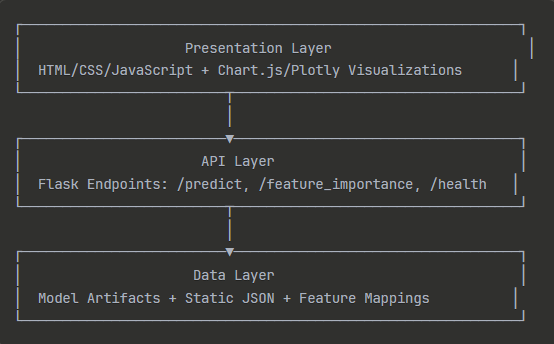 Presentation Layer
HTML/CSS/JavaScript + Chart.js/Plotly Visualizations
API Layer
Flask Endpoints: /predict, /feature_importance, /health
Data Layer
Model Artifacts + Static JSON + Feature Mappings